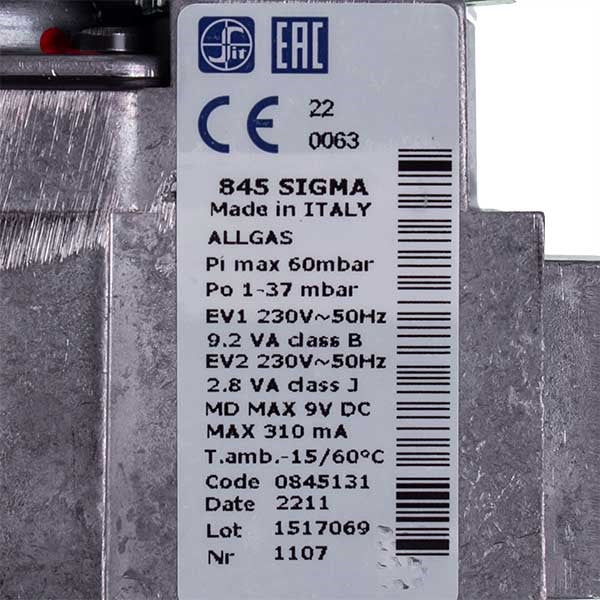 Sit EAC
CE 22
0063
845 SIGMA
Made in ITALY
ALLGAS
Pi max 60mbar
Po 1-37 mbar
EV1 230V~50Hz
9.2 VA class B
EV2 230V~50Hz
2.8 VA class J
MD MAX 9V DC
MAX 310 mA
T.amb.-15/60°C
Code 0845131
Date 2211
Lot 1517069
Nr 1107